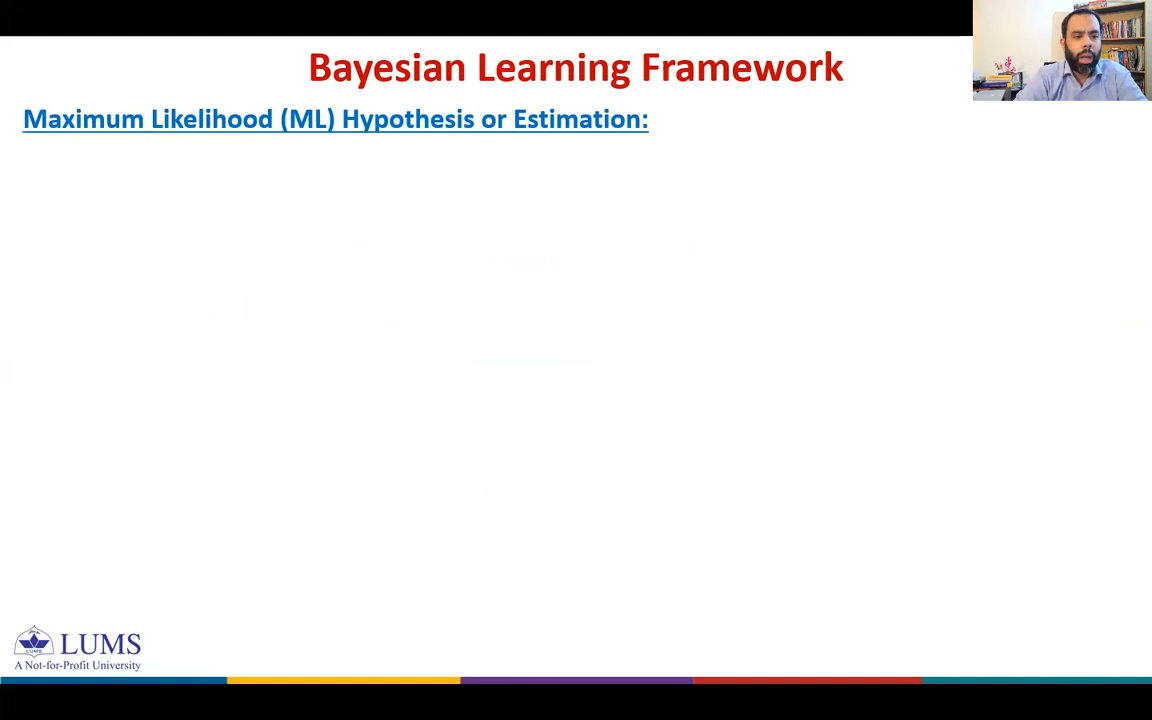 Bayesian Learning Framework
Maximum Likelihood (ML) Hypothesis or Estimation:
LUMS
A Not-for-Profit University